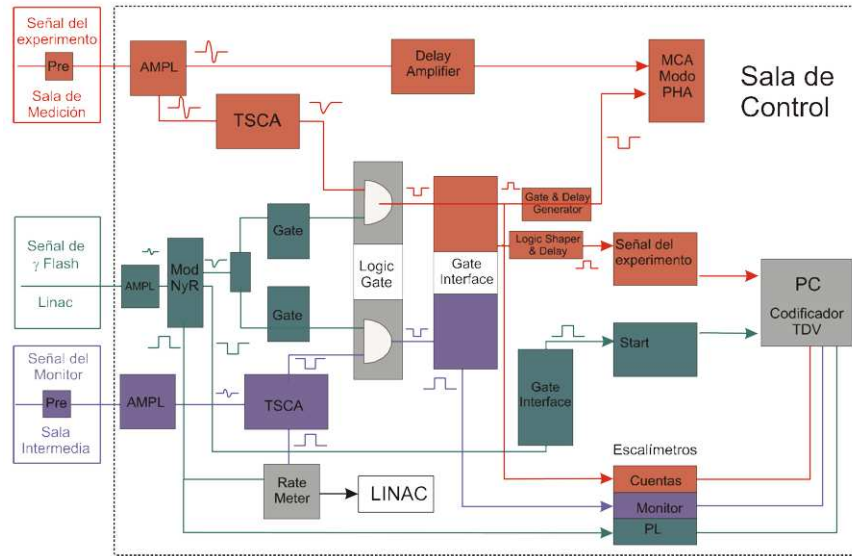 Señal del
experimento
Pre
Sala de
Medición
AMPL
Delay
Amplifier
MCA
Modo
PHA
Sala de
Control
TSCA
Gate & Delay
Generator
Logic Shaper
& Delay
Señal del
experimento
Señal de
γ Flash
Linac
AMPL
Mod
NyR
Gate
Gate
Logic
Gate
Gate
Interface
PC
Codificador
TDV
Start
Gate
Interface
Señal del
Monitor
Pre
Sala
Intermedia
AMPL
TSCA
Rate
Meter
LINAC
Escalímetros
Cuentas
Monitor
PL